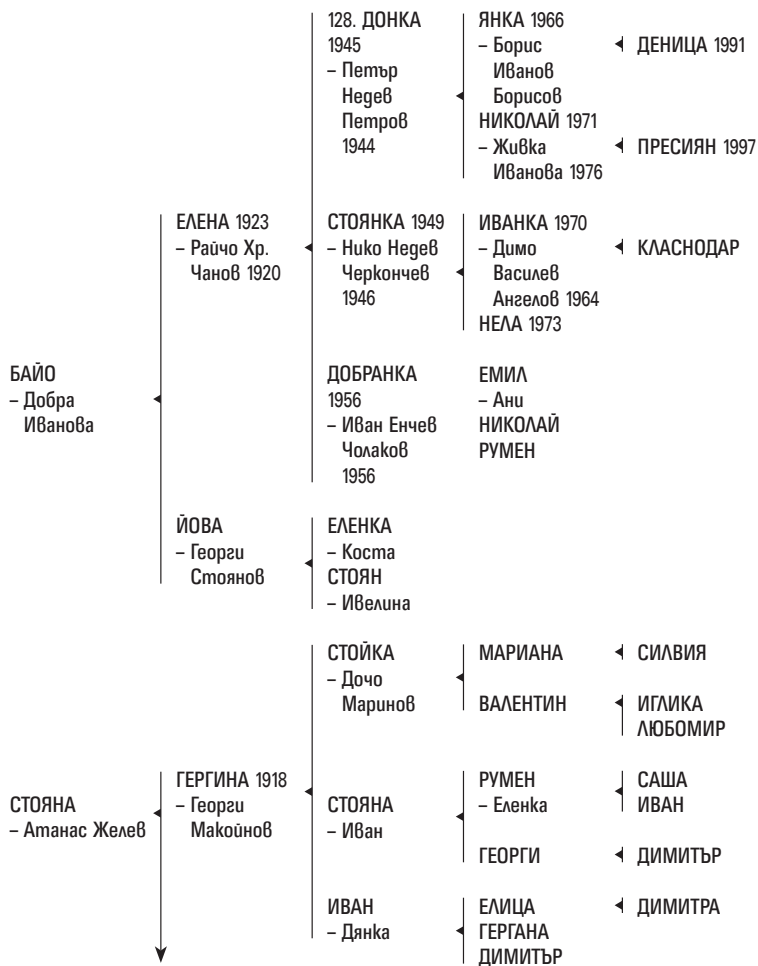 128. ДОНКА
1945
– Петър
Недев
Петров
1944
ЯНКА 1966
– Борис
Иванов
Борисов
НИКОЛАЙ 1971
– Живка
Иванова 1976
ДЕНИЦА 1991
ПРЕСИЯН 1997
ЕЛЕНА 1923
– Райчо Хр.
Чанов 1920
СТОЯНКА 1949
– Нико Недев
Черкончев
1946
ИВАНКА 1970
– Димо
Василев
Ангелов 1964
НЕЛА 1973
КЛАСНОДАР
БАЙО
– Добра
Иванова
ДОБРАНКА
1956
– Иван Енчев
Чолаков
1956
ЕМИЛ
– Ани
НИКОЛАЙ
РУМЕН
ЙОВА
– Георги
Стоянов
ЕЛЕНКА
– Коста
СТОЯН
– Ивелина
СТОЙКА
– Дочо
Маринов
МАРИАНА
ВАЛЕНТИН
СИЛВИЯ
ИГЛИКА
ЛЮБОМИР
СТОЯНА
– Атанас Желев
ГЕРГИНА 1918
– Георги
Макойнов
СТОЯНА
– Иван
РУМЕН
– Еленка
ГЕОРГИ
САША
ИВАН
ДИМИТЪР
ИВАН
– Дянка
ЕЛИЦА
ГЕРГАНА
ДИМИТЪР
ДИМИТРА